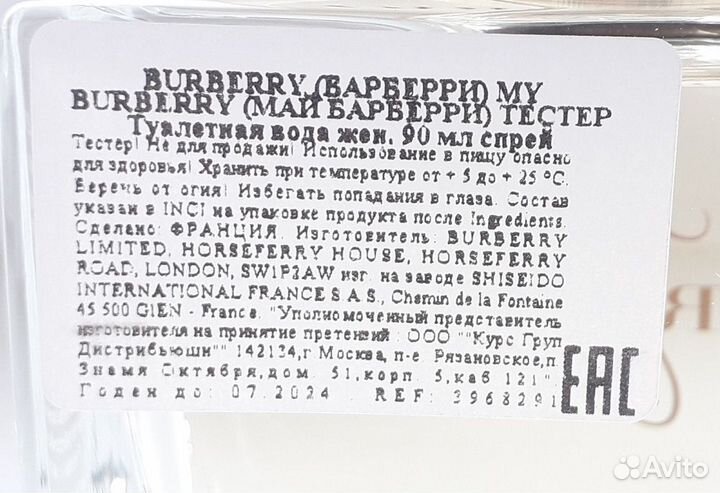 BURBERRY (БАРБЕРРИ) MY
BURBERRY (МАЙ БАРБЕРРИ) ТЕСТЕР
Туалетная вода жен. 90 мл спрей
Тестер! Не для продажи! Использование в пищу опасно
для здоровья! Хранить при температуре от + 5 до + 25 °С.
Беречь от огня! Избегать попадания в глаза. Состав
указан в INCI на упаковке продукта после Ingredients.
Сделано: ФРАНЦИЯ. Изготовитель: BURBERRY
LIMITED, HORSEFERRY HOUSE, HORSEFERRY
ROAD, LONDON, SW1P2AW изг. на заводе SHISEIDO
INTERNATIONAL FRANCE S A S., Chemin de la Fontaine
45 500 GIEN - France. "Уполномоченный представитель
изготовителя на принятие претензий : ООО ""Курс Груп
Дистрибьюшн"" 142134,г Москва, п-е Рязановское,п.
Знамя Октября,дом. 31,корп. 5,каб 121"
Годен до: 07.2024 REF: 3968291
EAC
Avito